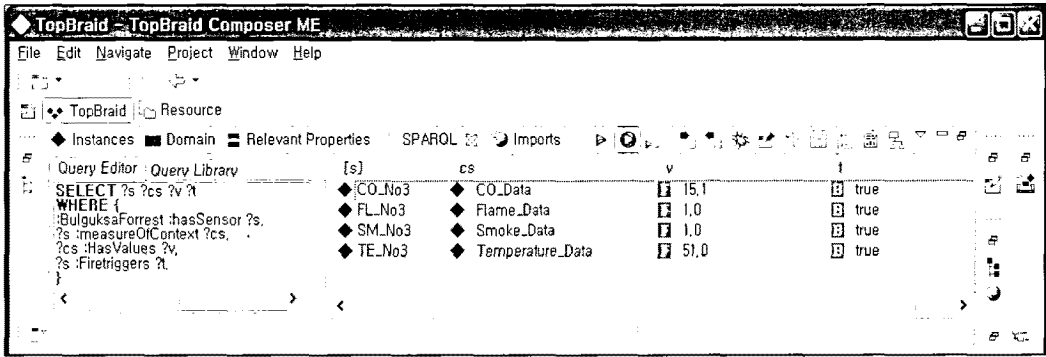 TopBraid - TopBraid Composer ME
File Edit Navigate Project Window Help
TopBraid Resource
Instances Domain Relevant Properties SPARQL Imports
Query Editor Query Library
SELECT ?s ?cs ?v ?t
WHERE {
:BulguksaForrest :hasSensor ?s,
?s :measureOfContext ?cs,
?cs :HasValues ?v,
?s :Firetriggers ?t,
}
[s] cs v t
CO_No3 CO_Data 15,1 true
FL_No3 Flame_Data 1,0 true
SM_No3 Smoke_Data 1,0 true
TE_No3 Temperature_Data 51,0 true